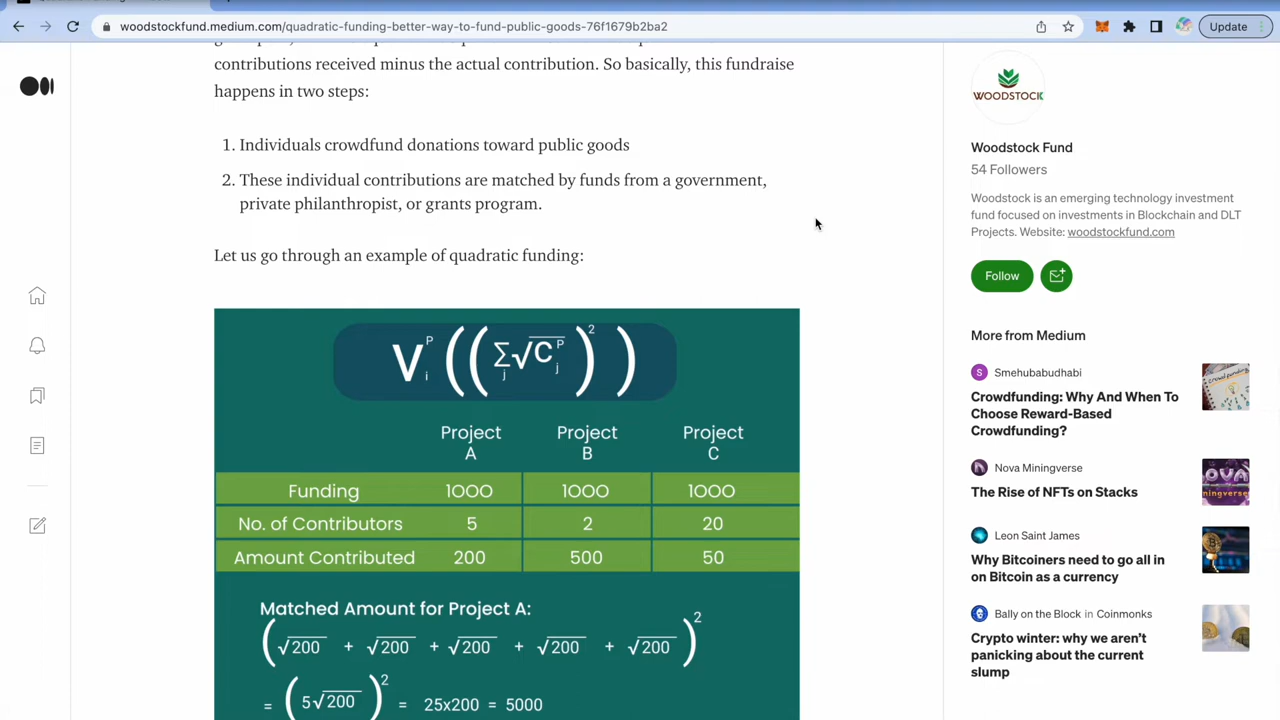 woodstockfund.medium.com/quadratic-funding-better-way-to-fund-public-goods-76f1679b2ba2
Update
contributions received minus the actual contribution. So basically, this fundraise
happens in two steps:
1. Individuals crowdfund donations toward public goods
2. These individual contributions are matched by funds from a government,
private philanthropist, or grants program.
Let us go through an example of quadratic funding:
V i P ( ( ∑ j √C j P ) 2 )
Project A Project B Project C
Funding 1000 1000 1000
No. of Contributors 5 2 20
Amount Contributed 200 500 50
Matched Amount for Project A:
(√200 + √200 + √200 + √200 + √200)2
= (5√200)2 = 25x200 = 5000
WOODSTOCK
Woodstock Fund
54 Followers
Woodstock is an emerging technology investment
fund focused on investments in Blockchain and DLT
Projects. Website: woodstockfund.com
Follow
More from Medium
S Smehubabudhabi
Crowdfunding: Why And When To
Choose Reward-Based
Crowdfunding?
Nova Miningverse
The Rise of NFTs on Stacks
Leon Saint James
Why Bitcoiners need to go all in
on Bitcoin as a currency
Bally on the Block in Coinmonks
Crypto winter: why we aren't
panicking about the current
slump